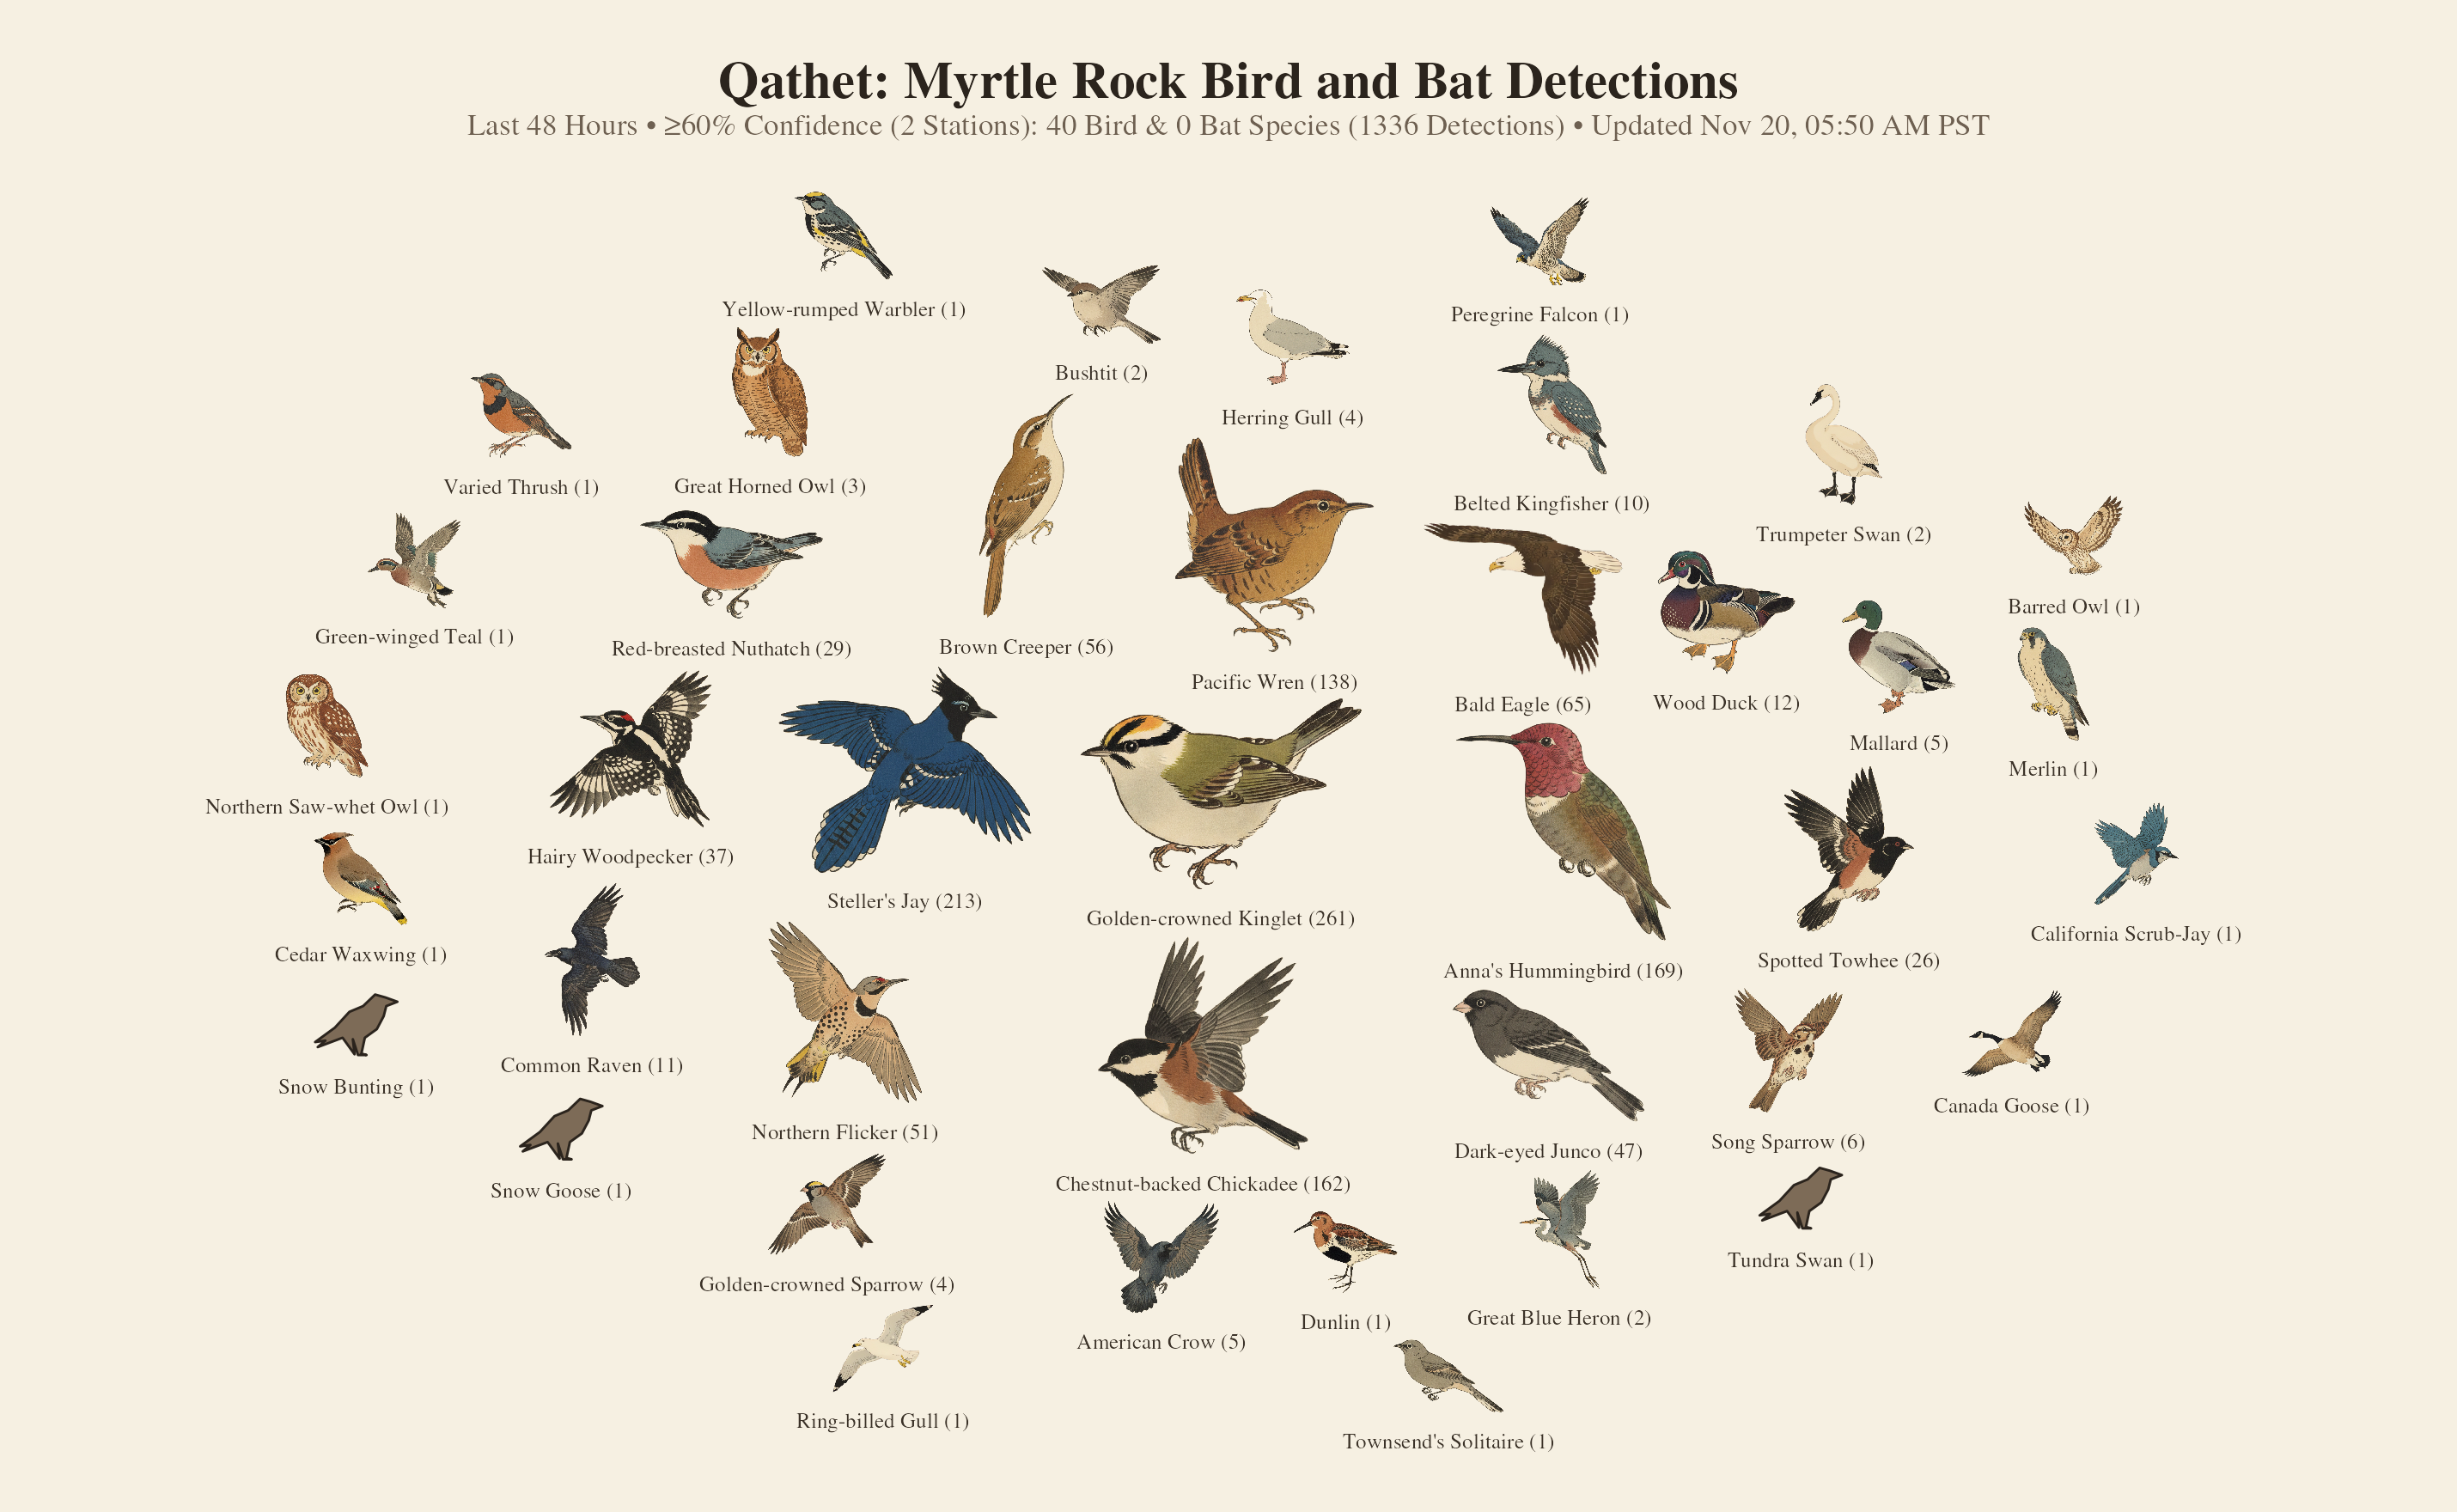 Qathet: Myrtle Rock Bird and Bat Detections
Last 48 Hours • ≥60% Confidence (2 Stations): 40 Bird & 0 Bat Species (1336 Detections) • Updated Nov 20, 05:50 AM PST
Yellow-rumped Warbler (1)
Peregrine Falcon (1)
Bushtit (2)
Herring Gull (4)
Varied Thrush (1)
Great Horned Owl (3)
Belted Kingfisher (10)
Trumpeter Swan (2)
Barred Owl (1)
Green-winged Teal (1)
Red-breasted Nuthatch (29)
Brown Creeper (56)
Pacific Wren (138)
Bald Eagle (65)
Wood Duck (12)
Mallard (5)
Merlin (1)
Northern Saw-whet Owl (1)
Hairy Woodpecker (37)
Steller's Jay (213)
Golden-crowned Kinglet (261)
California Scrub-Jay (1)
Cedar Waxwing (1)
Anna's Hummingbird (169)
Spotted Towhee (26)
Common Raven (11)
Snow Bunting (1)
Canada Goose (1)
Northern Flicker (51)
Song Sparrow (6)
Dark-eyed Junco (47)
Chestnut-backed Chickadee (162)
Snow Goose (1)
Tundra Swan (1)
Golden-crowned Sparrow (4)
Great Blue Heron (2)
Dunlin (1)
American Crow (5)
Ring-billed Gull (1)
Townsend's Solitaire (1)